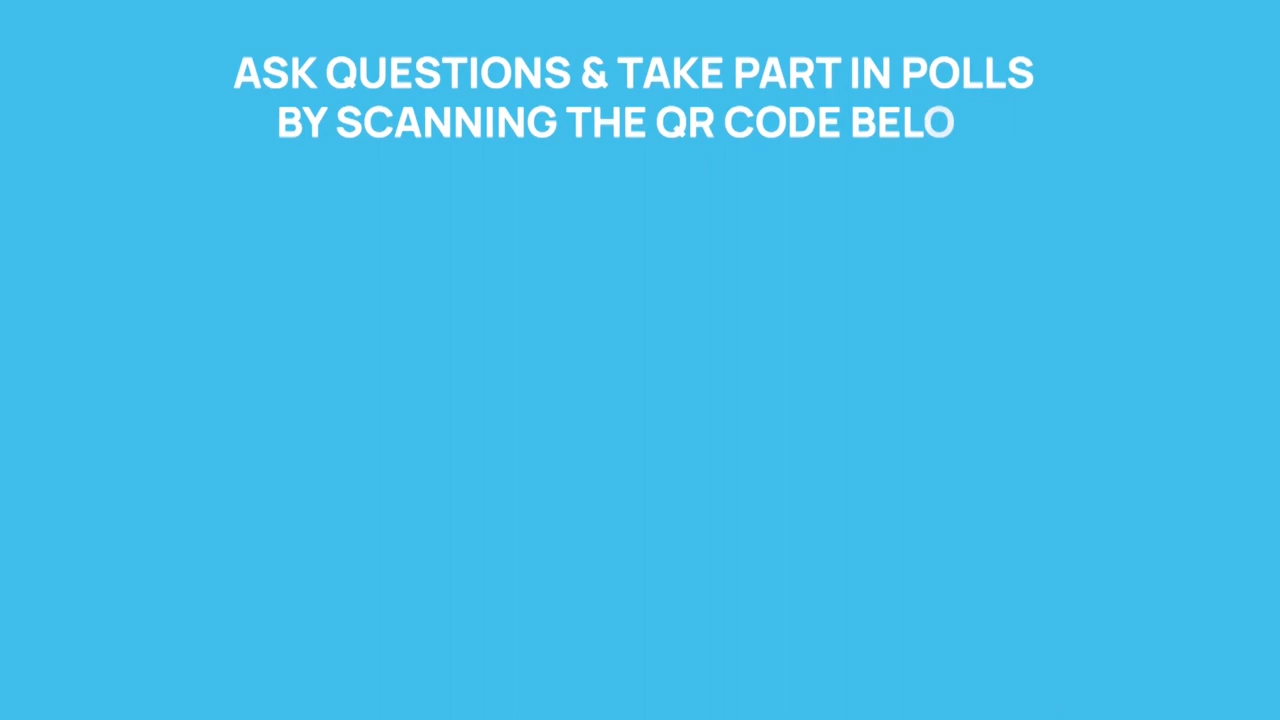 ASK QUESTIONS & TAKE PART IN POLLS
BY SCANNING THE QR CODE BELO